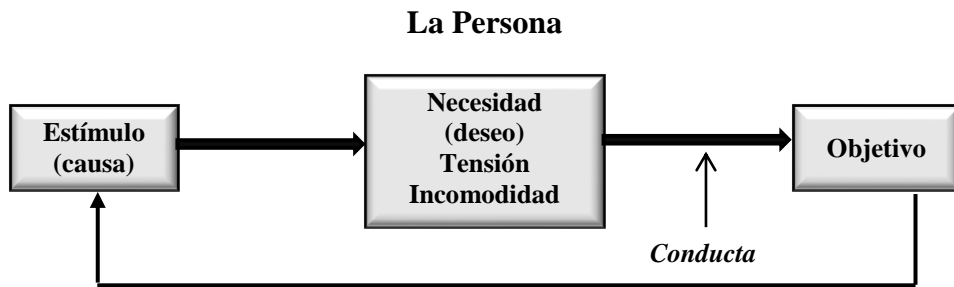 La Persona
Estímulo
(causa)
Necesidad
(deseo)
Tensión
Incomodidad
Objetivo
Conducta